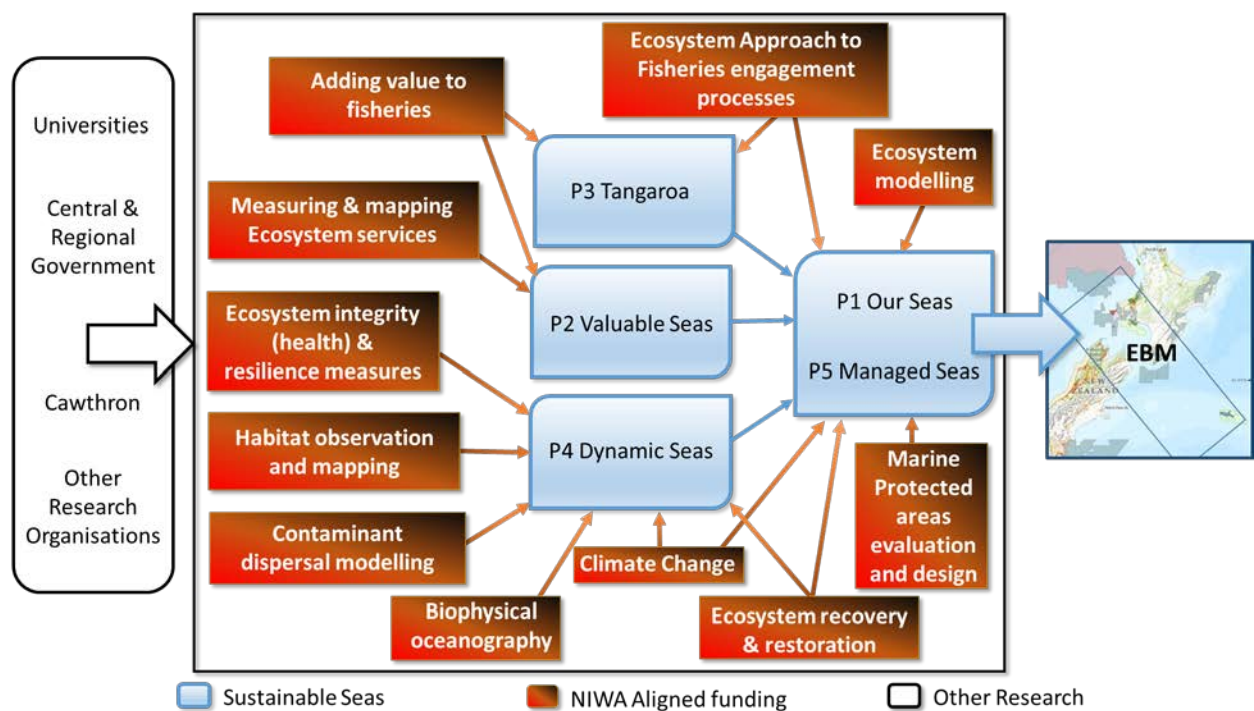 Universities
Central &
Regional
Government
Cawthron
Other
Research
Organisations
Adding value to
fisheries
Ecosystem Approach to
Fisheries engagement
processes
Ecosystem
modelling
Measuring & mapping
Ecosystem services
Ecosystem integrity
(health) &
resilience measures
Habitat observation
and mapping
Contaminant
dispersal modelling
Biophysical
oceanography
Climate Change
Ecosystem recovery
& restoration
Marine
Protected
areas
evaluation
and design
P3 Tangaroa
P2 Valuable Seas
P4 Dynamic Seas
P1 Our Seas
P5 Managed Seas
EBM
NEW
ZEALAND
Sustainable Seas
NIWA Aligned funding
Other Research